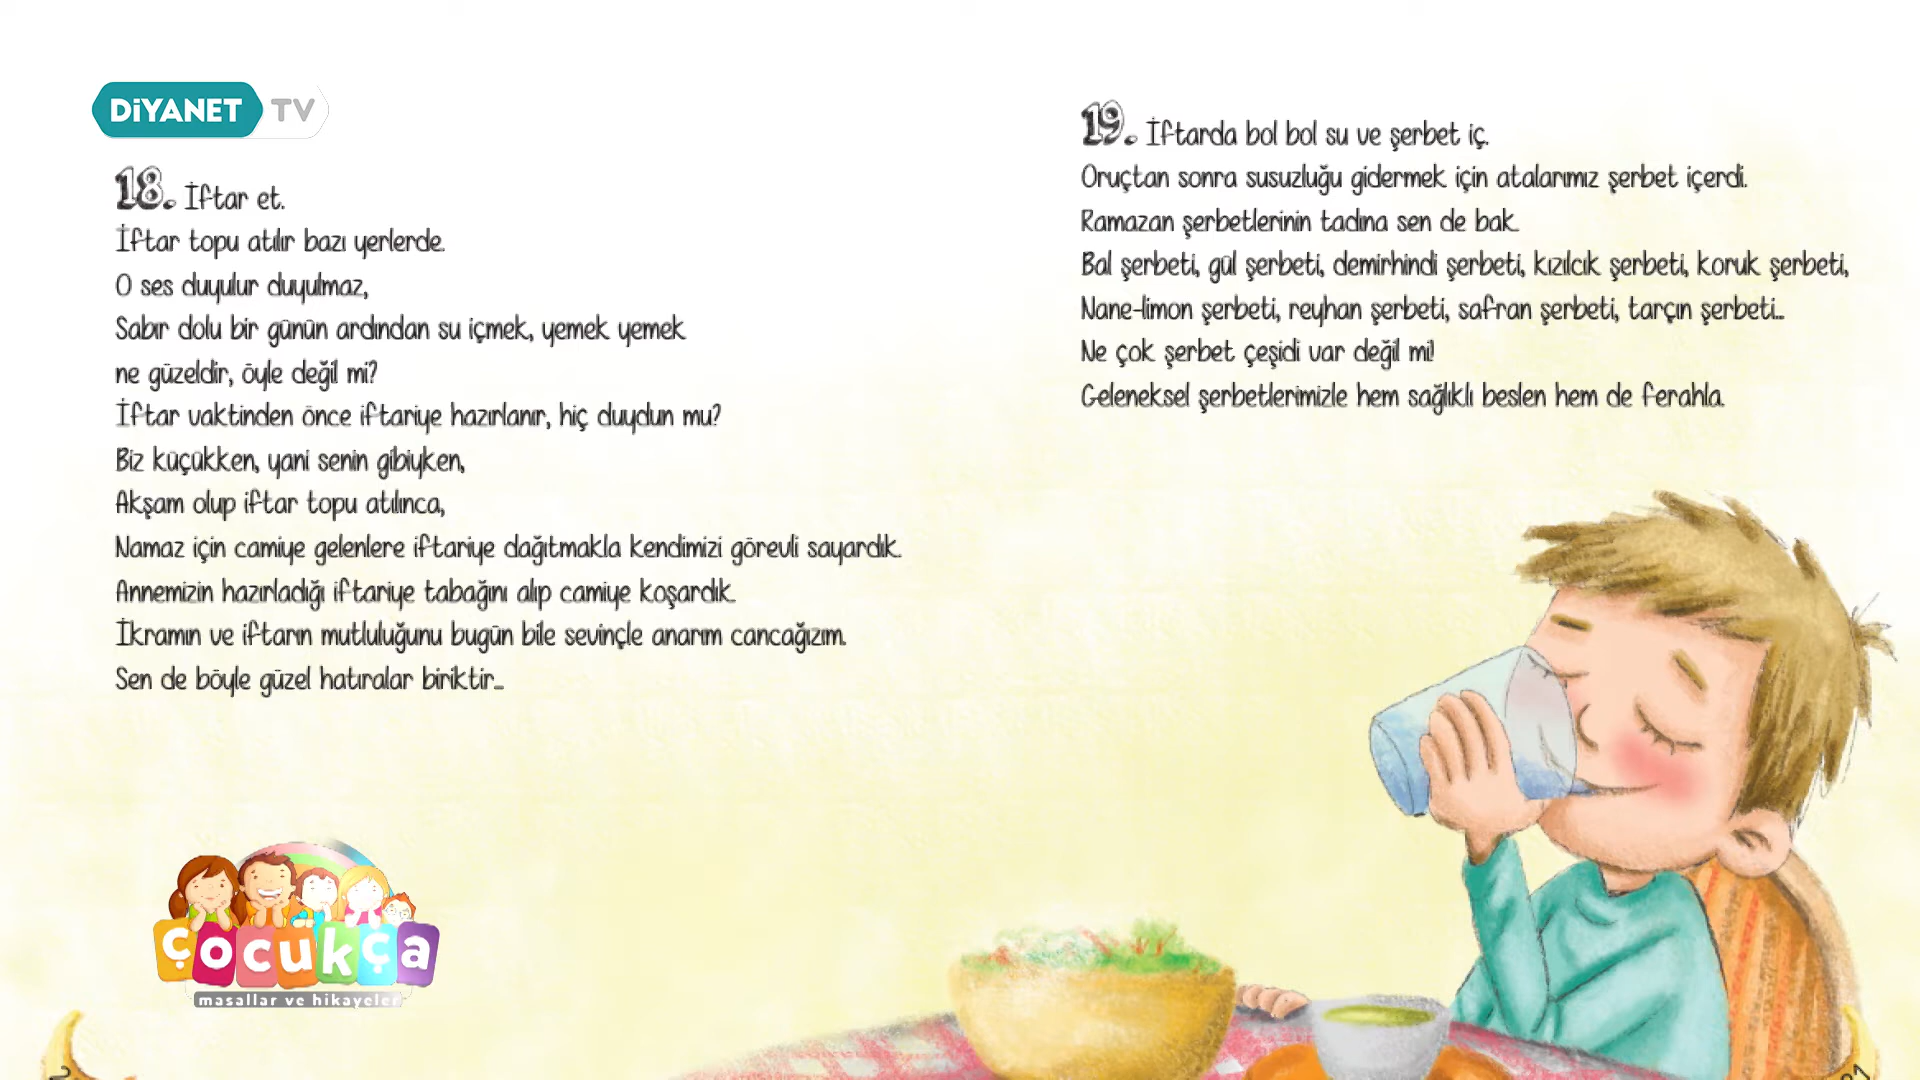 DİYANET TV
18. İftar et.
İftar topu atılır bazı yerlerde.
O ses duyulur duyulmaz,
Sabır dolu bir günün ardından su içmek, yemek yemek
ne güzeldir, öyle değil mi?
İftar vaktinden önce iftariye hazırlanır, hiç duydun mu?
Biz küçükken, yani senin gibiyken,
Akşam olup iftar topu atılınca,
Namaz için camiye gelenlere iftariye dağıtmakla kendimizi görevli sayardık.
Annemizin hazırladığı iftariye tabağını alıp camiye koşardık.
İkramın ve iftarın mutluluğunu bugün bile sevinçle anarım cancağızım.
Sen de böyle güzel hatıralar biriktir...
19. İftarda bol bol su ve şerbet iç.
Oruçtan sonra susuzluğu gidermek için atalarımız şerbet içerdi.
Ramazan şerbetlerinin tadına sen de bak.
Bal şerbeti, gül şerbeti, demirhindi şerbeti, kızılcık şerbeti, koruk şerbeti,
Nane-limon şerbeti, reyhan şerbeti, safran şerbeti, tarçın şerbeti...
Ne çok şerbet çeşidi var değil mi!
Geleneksel şerbetlerimizle hem sağlıklı beslen hem de ferahla.
çocukça
masallar ve hikayeler